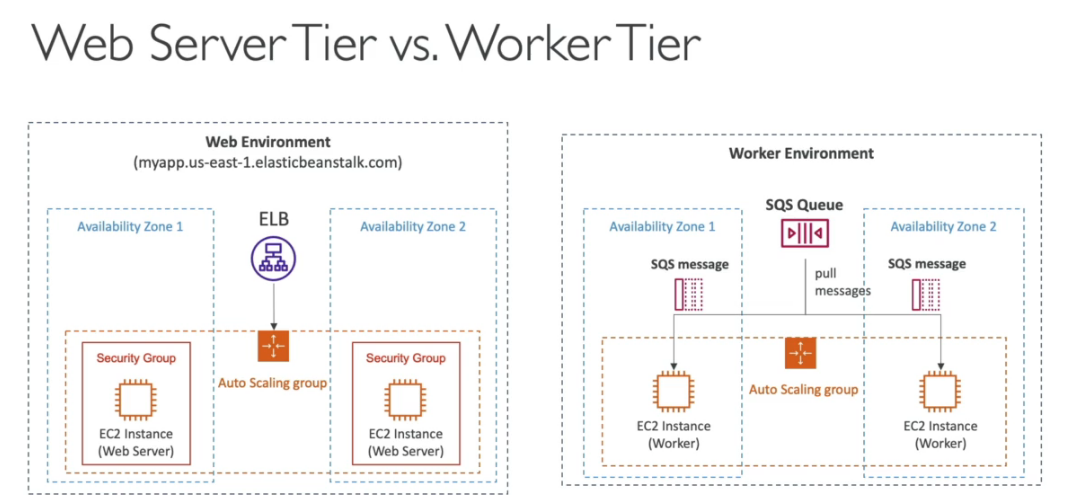 Web Server Tier vs. Worker Tier
Web Environment
(myapp.us-east-1.elasticbeanstalk.com)
Availability Zone 1
ELB
Availability Zone 2
Security Group
Security Group
Auto Scaling group
EC2 Instance
(Web Server)
EC2 Instance
(Web Server)
Worker Environment
SQS Queue
Availability Zone 1
Availability Zone 2
SQS message
SQS message
pull
messages
Auto Scaling group
EC2 Instance
(Worker)
EC2 Instance
(Worker)